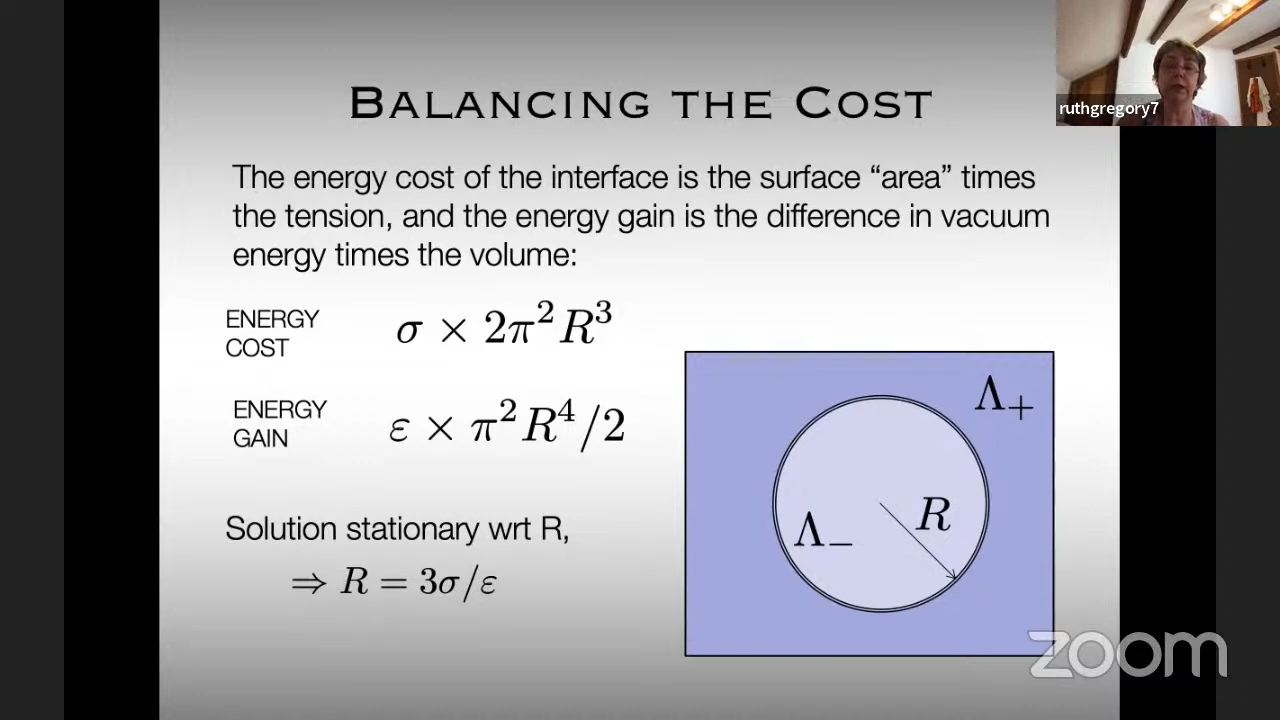 BALANCING THE COST
ruthgregory7
The energy cost of the interface is the surface “area” times
the tension, and the energy gain is the difference in vacuum
energy times the volume:
ENERGY
COST
σ × 2π²R³
ENERGY
GAIN
ε × π²R⁴/2
Λ₊
Λ₋
R
Solution stationary wrt R,
⇒ R = 3σ/ε
zoom